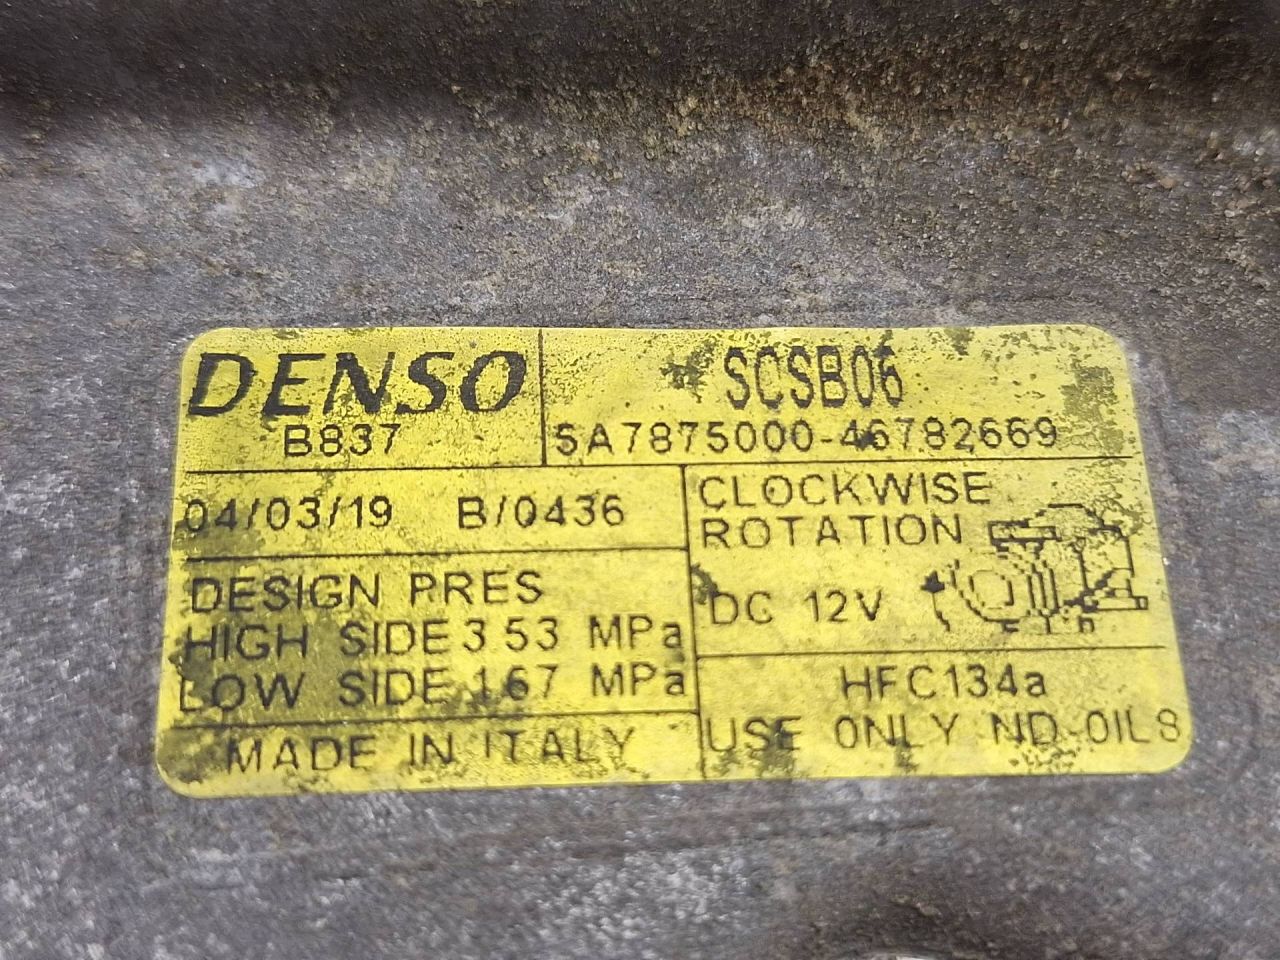 DENSO
B837
SCSB06
5A7875000-46782669
04/03/19 B/0436
CLOCKWISE
ROTATION
DC 12V
DESIGN PRES
HIGH SIDE 3.53 MPa
LOW SIDE 1.67 MPa
HFC134a
MADE IN ITALY
USE ONLY ND-OIL8